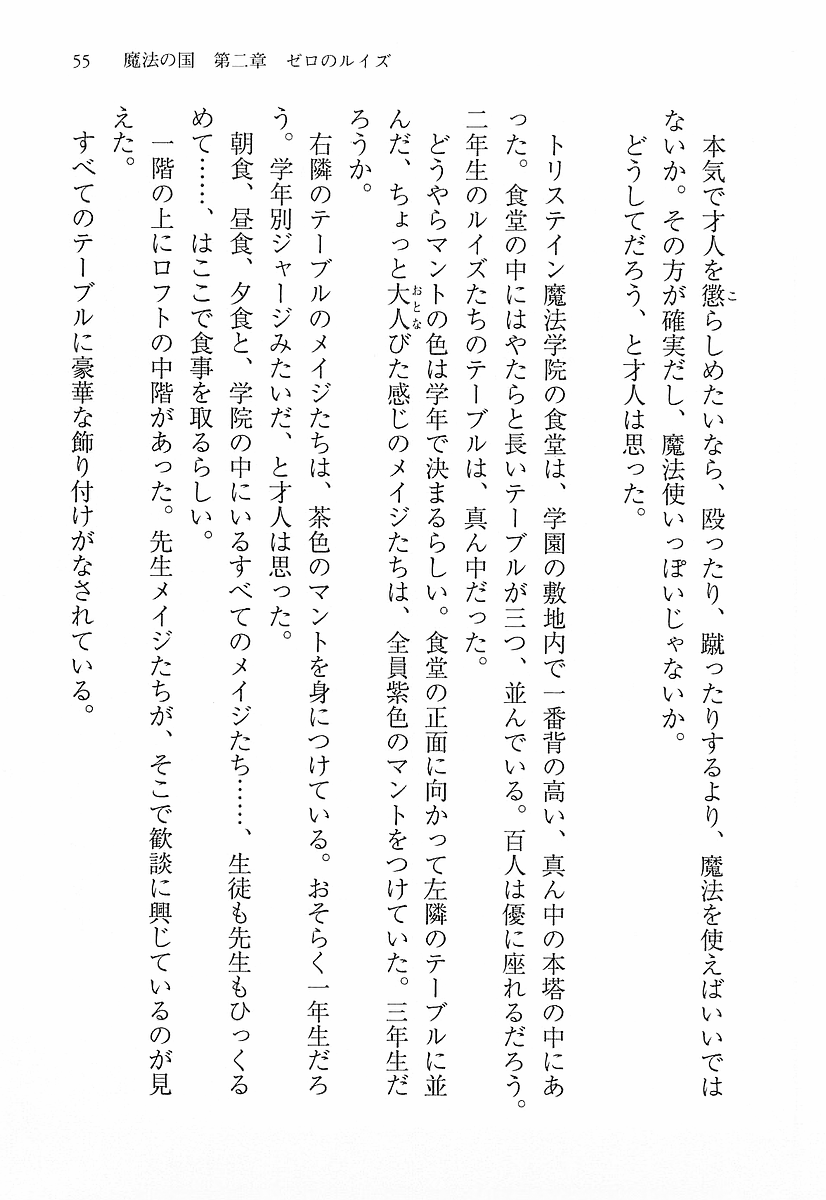 55 魔法の国 第二章 ゼロのルイズ
本気で才人を懲らしめたいなら、殴ったり、蹴ったりするより、魔法を使えばいいでは
ないか。その方が確実だし、魔法使いっぽいじゃないか。
どうしてだろう、と才人は思った。
トリステイン魔法学院の食堂は、学園の敷地内で一番背の高い、真ん中の本塔の中にあ
った。食堂の中にはやたらと長いテーブルが三つ、並んでいる。百人は優に座れるだろう。
二年生のルイズたちのテーブルは、真ん中だった。
どうやらマントの色は学年で決まるらしい。食堂の正面に向かって左隣のテーブルに並
んだ、ちょっと大人びた感じのメイジたちは、全員紫色のマントをつけていた。三年生だ
ろうか。
右隣のテーブルのメイジたちは、茶色のマントを身につけている。おそらく一年生だろ
う。学年別ジャージみたいだ、と才人は思った。
朝食、昼食、夕食と、学院の中にいるすべてのメイジたち……、生徒も先生もひっくる
めて……、はここで食事を取るらしい。
一階の上にロフトの中階があった。先生メイジたちが、そこで歓談に興じているのが見
えた。
すべてのテーブルに豪華な飾り付けがなされている。
こ
おとな